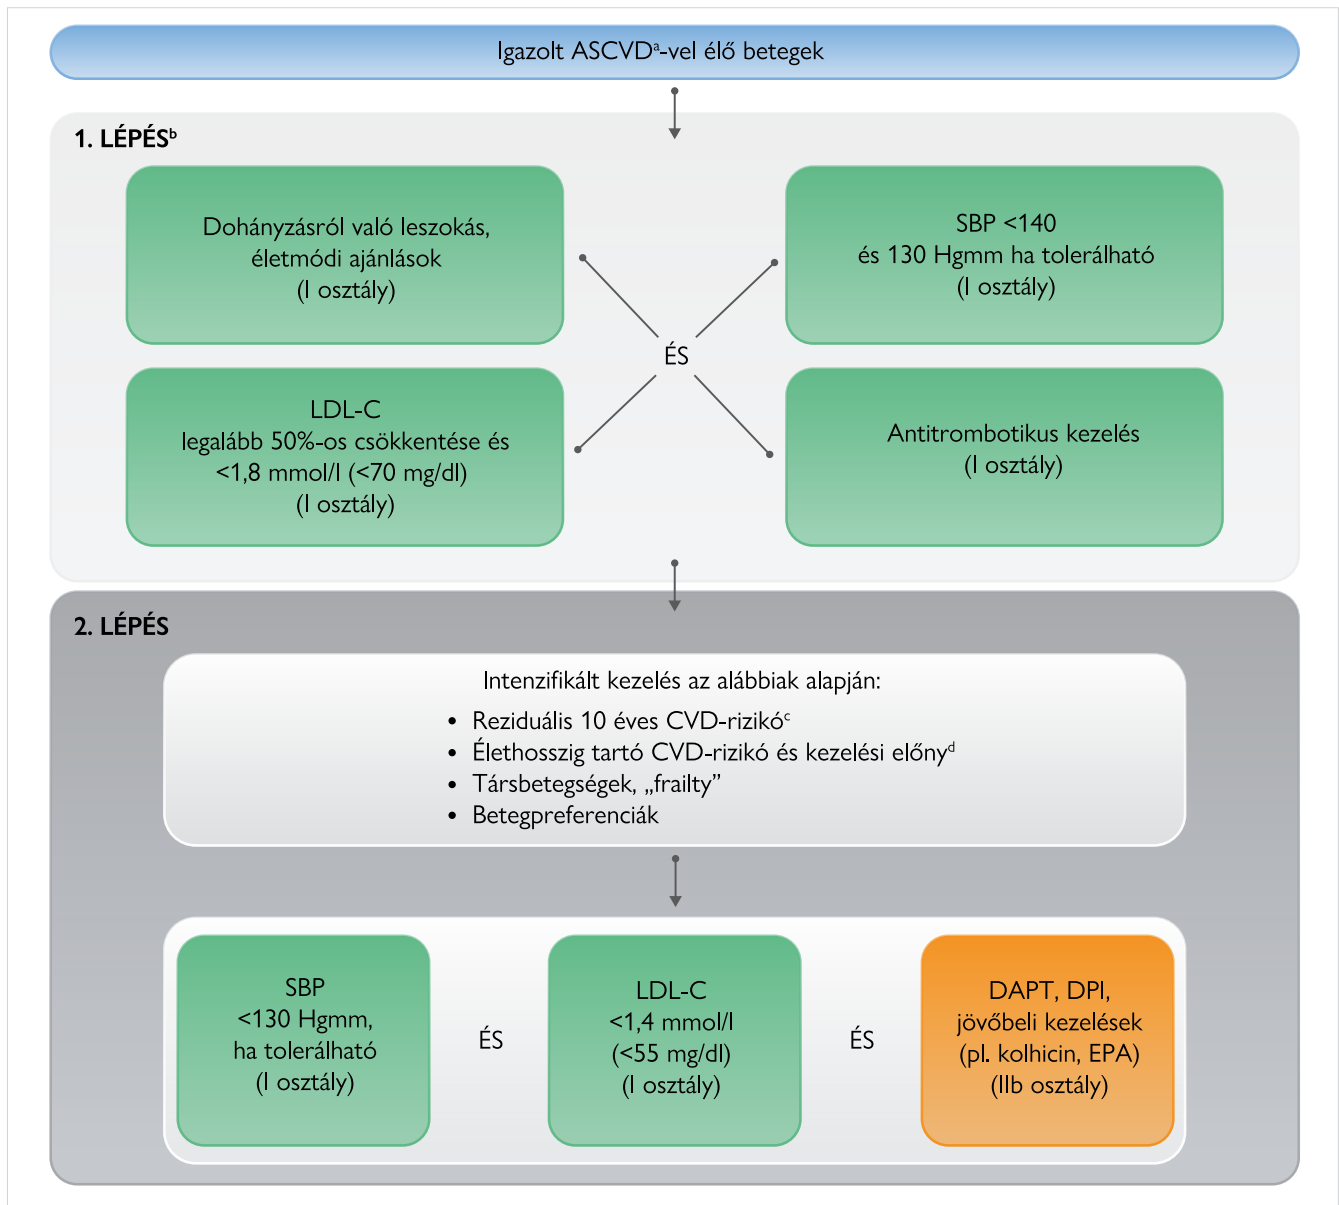 Igazolt ASCVDᵃ-vel élő betegek
1. LÉPÉSᵇ
Dohányzásról való leszokás,
életmódi ajánlások
(I osztály)
SBP <140
és 130 Hgmm ha tolerálható
(I osztály)
ÉS
LDL-C
legalább 50%-os csökkentése és
<1,8 mmol/l (<70 mg/dl)
(I osztály)
Antitrombotikus kezelés
(I osztály)
2. LÉPÉS
Intenzifikált kezelés az alábbiak alapján:
• Reziduális 10 éves CVD-rizikóᶜ
• Élethosszig tartó CVD-rizikó és kezelési előnyᵈ
• Társbetegségek, „frailty”
• Betegpreferenciák
SBP
<130 Hgmm,
ha tolerálható
(I osztály)
ÉS
LDL-C
<1,4 mmol/l
(<55 mg/dl)
(I osztály)
ÉS
DAPT, DPI,
jövőbeli kezelések
(pl. kolhicin, EPA)
(IIb osztály)